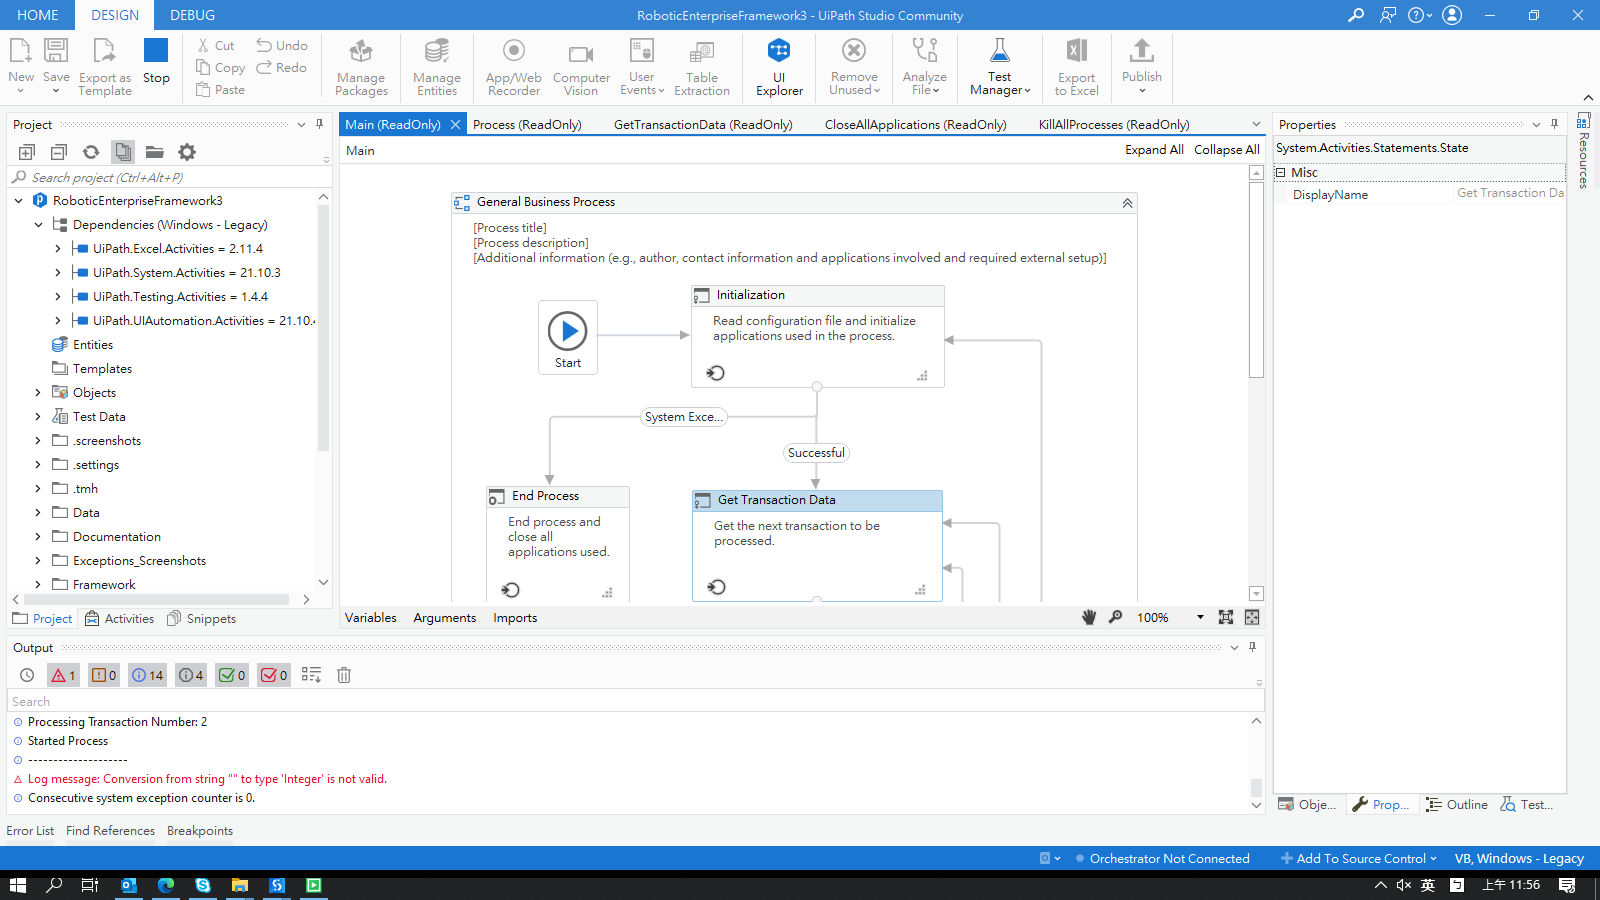 HOME DESIGN DEBUG RoboticEnterpriseFramework3 - UiPath Studio Community
New Save Export as Template Stop Cut Copy Paste Undo Redo Manage Packages Manage Entities App/Web Recorder Computer Vision User Events Table Extraction UI Explorer Remove Unused Analyze File Test Manager Export to Excel Publish
Project
Search project (Ctrl+Alt+P)
RoboticEnterpriseFramework3
Dependencies (Windows - Legacy)
UiPath.Excel.Activities = 2.11.4
UiPath.System.Activities = 21.10.3
UiPath.Testing.Activities = 1.4.4
UiPath.UIAutomation.Activities = 21.10.
Entities
Templates
Objects
Test Data
.screenshots
.settings
.tmh
Data
Documentation
Exceptions_Screenshots
Framework
Project Activities Snippets
Main (ReadOnly) Process (ReadOnly) GetTransactionData (ReadOnly) CloseAllApplications (ReadOnly) KillAllProcesses (ReadOnly)
Main Expand All Collapse All
General Business Process
[Process title]
[Process description]
[Additional information (e.g., author, contact information and applications involved and required external setup)]
Start
Initialization
Read configuration file and initialize
applications used in the process.
System Exce...
Successful
End Process
End process and
close all
applications used.
Get Transaction Data
Get the next transaction to be
processed.
Variables Arguments Imports 100%
Properties
System.Activities.Statements.State
Misc
DisplayName Get Transaction Da
Resources
Obje... Prop... Outline Test...
Output
1 0 14 4 0 0
Search
Processing Transaction Number: 2
Started Process
--------------------
Log message: Conversion from string "" to type 'Integer' is not valid.
Consecutive system exception counter is 0.
Error List Find References Breakpoints
Orchestrator Not Connected Add To Source Control VB, Windows - Legacy
英 上午 11:56